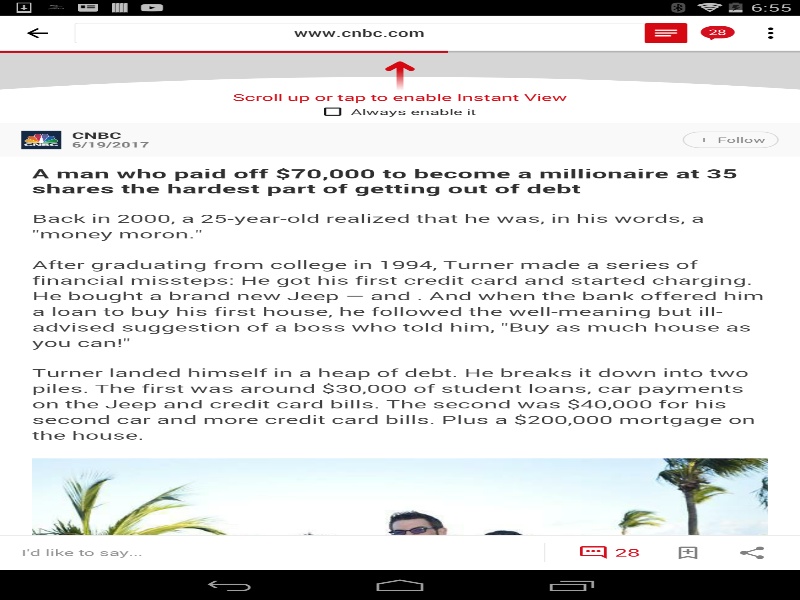 6:55
www.cnbc.com
28
Scroll up or tap to enable Instant View
Always enable it
CNBC
CNBC
6/19/2017
Follow
A man who paid off $70,000 to become a millionaire at 35
shares the hardest part of getting out of debt
Back in 2000, a 25-year-old realized that he was, in his words, a
"money moron."
After graduating from college in 1994, Turner made a series of
financial missteps: He got his first credit card and started charging.
He bought a brand new Jeep — and . And when the bank offered him
a loan to buy his first house, he followed the well-meaning but ill-
advised suggestion of a boss who told him, "Buy as much house as
you can!"
Turner landed himself in a heap of debt. He breaks it down into two
piles. The first was around $30,000 of student loans, car payments
on the Jeep and credit card bills. The second was $40,000 for his
second car and more credit card bills. Plus a $200,000 mortgage on
the house.
I'd like to say...
28